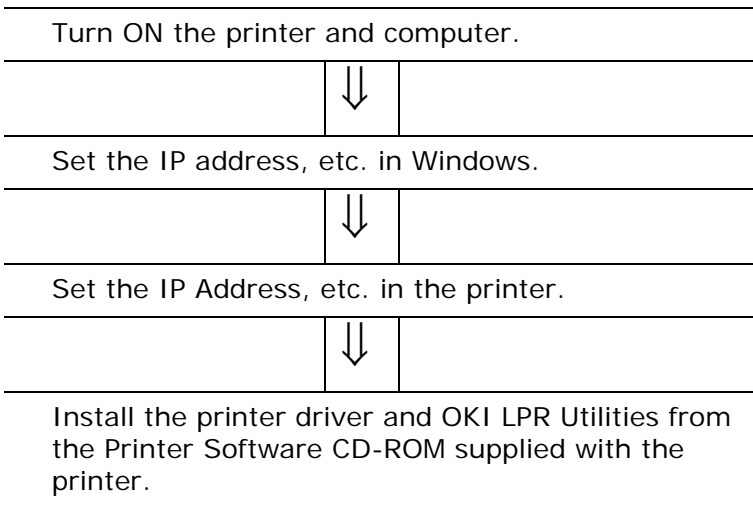 Turn ON the printer and computer.
⇓
Set the IP address, etc. in Windows.
⇓
Set the IP Address, etc. in the printer.
⇓
Install the printer driver and OKI LPR Utilities from
the Printer Software CD-ROM supplied with the
printer.